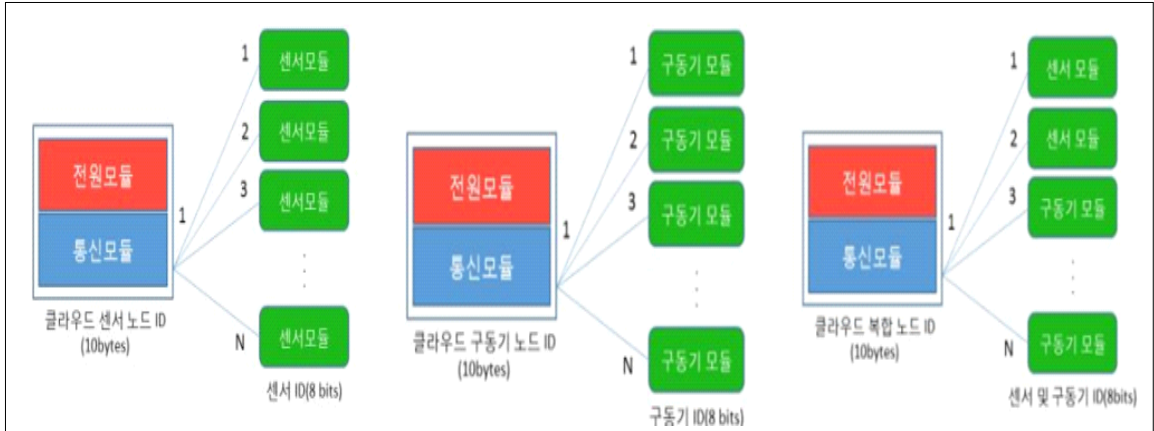 전원모듈
통신모듈
클라우드 센서 노드 ID
(10bytes)
1
1
센서모듈
2
센서모듈
3
센서모듈
N
센서모듈
센서 ID(8 bits)
전원모듈
통신모듈
클라우드 구동기 노드 ID
(10bytes)
1
1
구동기 모듈
2
구동기 모듈
3
구동기 모듈
N
구동기 모듈
구동기 ID(8 bits)
전원모듈
통신모듈
클라우드 복합 노드 ID
(10bytes)
1
1
센서 모듈
2
센서 모듈
3
구동기 모듈
N
구동기 모듈
센서 및 구동기 ID(8bits)